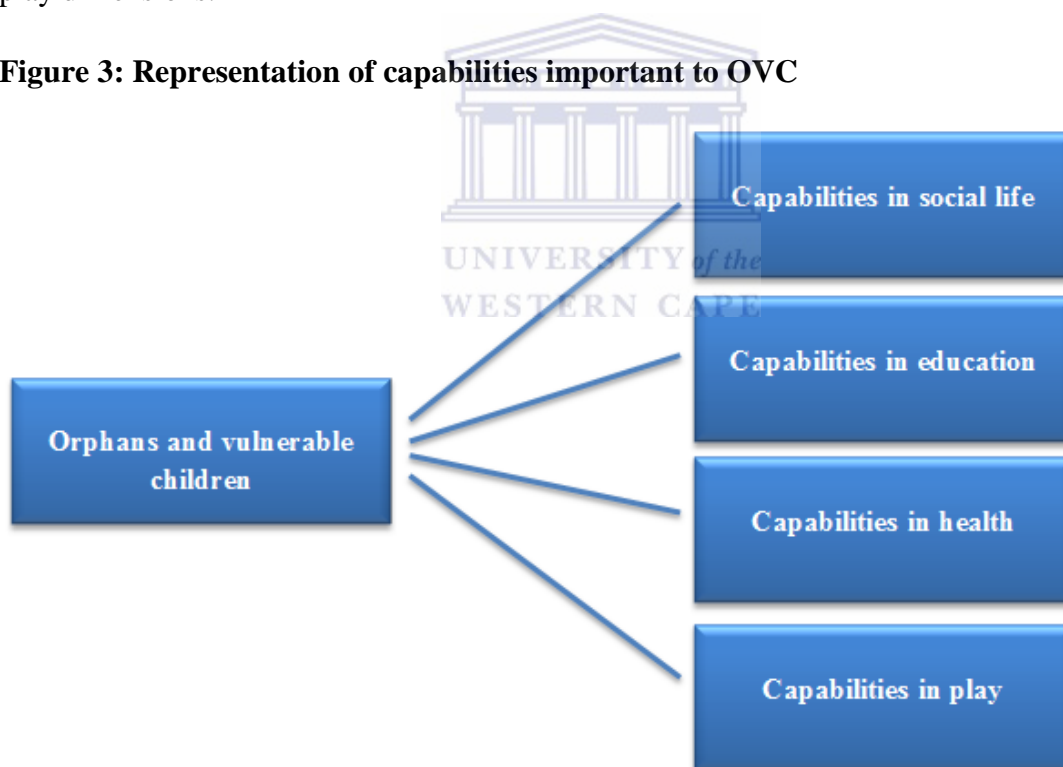 Figure 3: Representation of capabilities important to OVC
UNIVERSITY of the
WESTERN CAPE
Capabilities in social life
Capabilities in education
Orphans and vulnerable
children
Capabilities in health
Capabilities in play